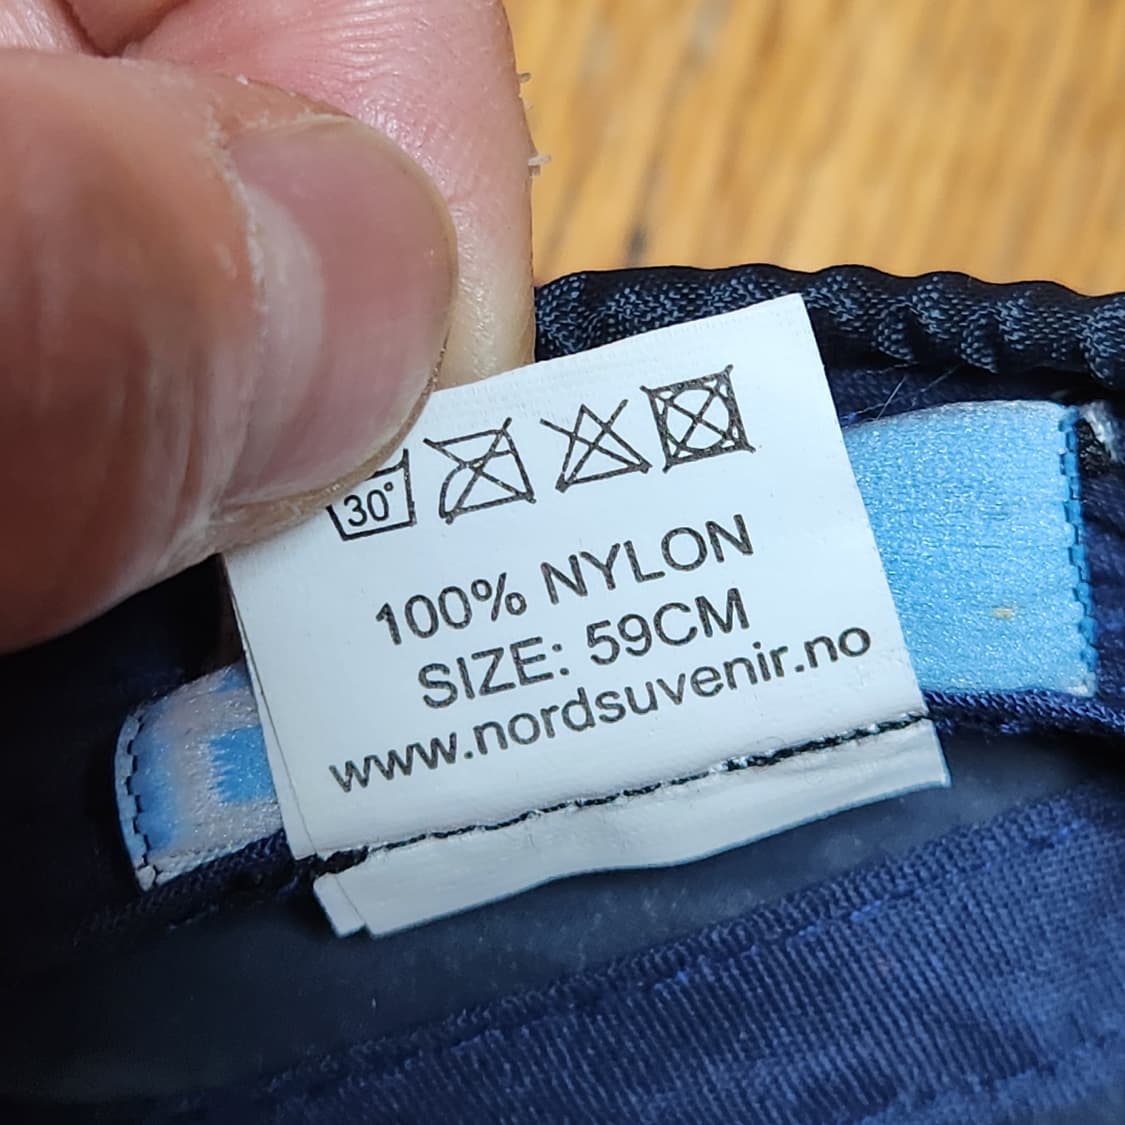 30°
100% NYLON
SIZE: 59CM
www.nordsuvenir.no